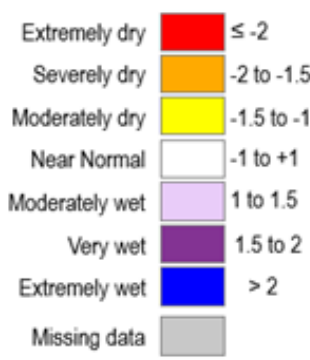 Extremely dry ≤ -2
Severely dry -2 to -1.5
Moderately dry -1.5 to -1
Near Normal -1 to +1
Moderately wet 1 to 1.5
Very wet 1.5 to 2
Extremely wet > 2
Missing data